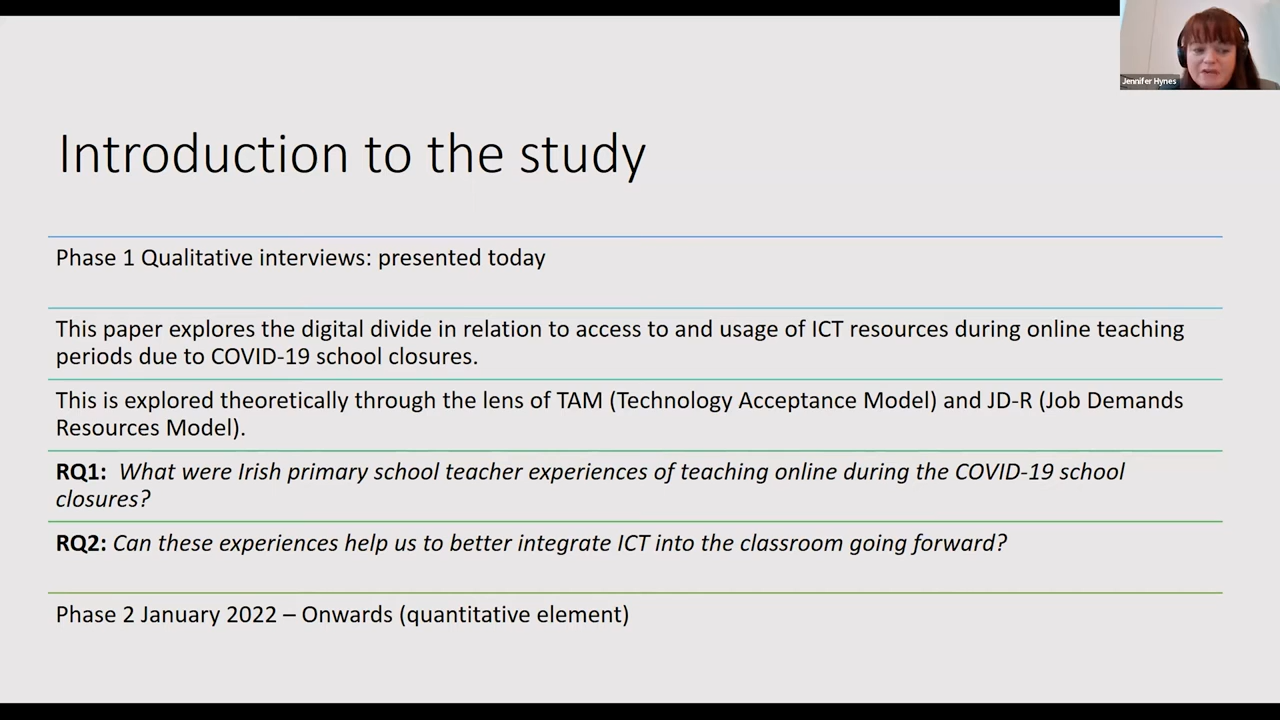 Jennifer Hynes
Introduction to the study
Phase 1 Qualitative interviews: presented today
This paper explores the digital divide in relation to access to and usage of ICT resources during online teaching
periods due to COVID-19 school closures.
This is explored theoretically through the lens of TAM (Technology Acceptance Model) and JD-R (Job Demands
Resources Model).
RQ1: What were Irish primary school teacher experiences of teaching online during the COVID-19 school
closures?
RQ2: Can these experiences help us to better integrate ICT into the classroom going forward?
Phase 2 January 2022 – Onwards (quantitative element)